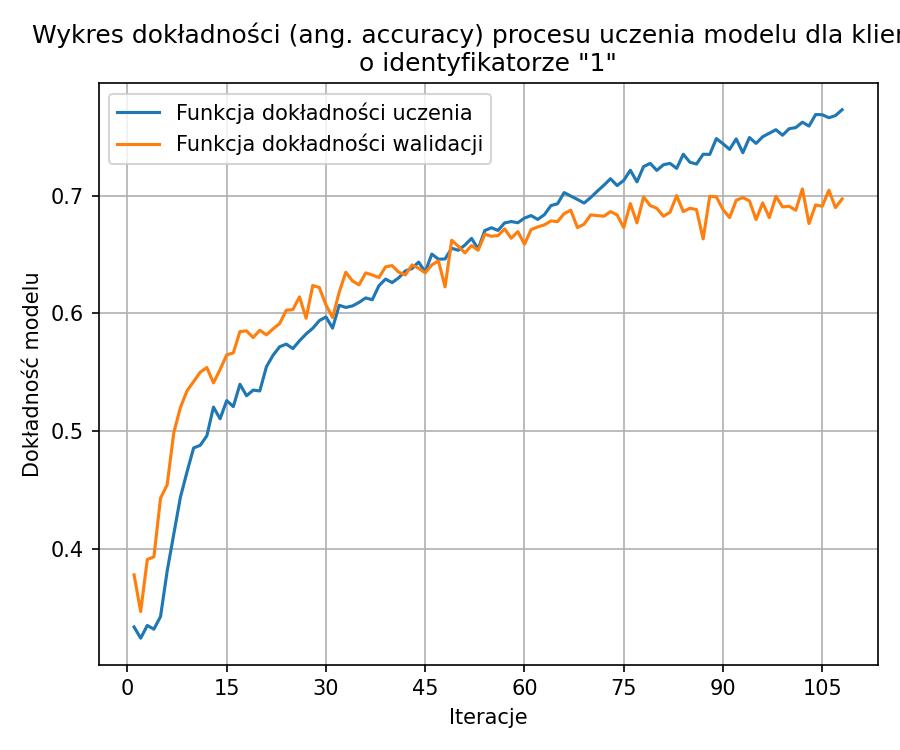 Wykres dokładności (ang. accuracy) procesu uczenia modelu dla
o identyfikatorze "1"
Funkcja dokładności uczenia
Funkcja dokładności walidacji
Dokładność modelu
0.7
0.6
0.5
0.4
0 15 30 45 60 75 90 105
Iteracje